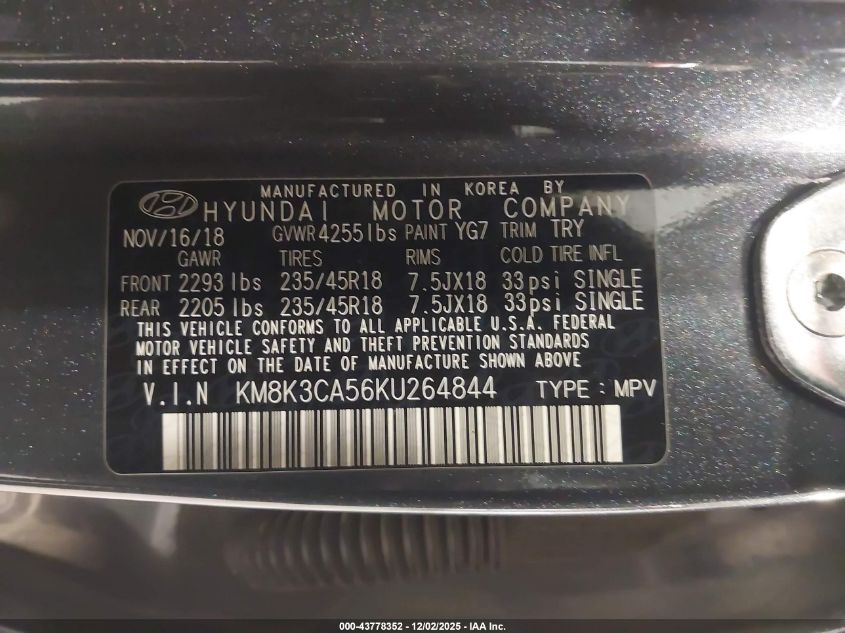 MANUFACTURED IN KOREA BY
HYUNDAI MOTOR COMPANY
NOV/16/18 GVWR 4255lbs PAINT YG7 TRIM TRY
GAWR TIRES RIMS COLD TIRE INFL
FRONT 2293 lbs 235/45R18 7.5JX18 33psi SINGLE
REAR 2205 lbs 235/45R18 7.5JX18 33psi SINGLE
THIS VEHICLE CONFORMS TO ALL APPLICABLE U.S.A. FEDERAL
MOTOR VEHICLE SAFETY AND THEFT PREVENTION STANDARDS
IN EFFECT ON THE DATE OF MANUFACTURE SHOWN ABOVE
V.I.N KM8K3CA56KU264844 TYPE : MPV
000-43778352 | 12/02/2025 - IAA Inc.